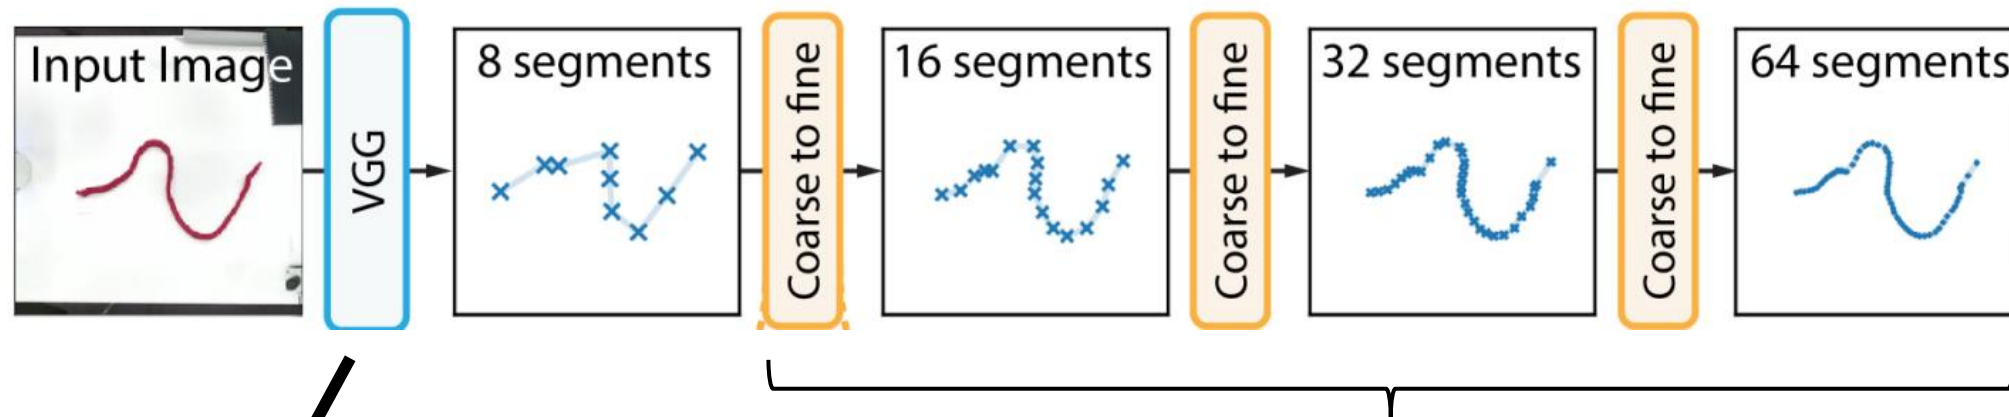 Input Image
VGG
8 segments
Coarse to fine
16 segments
Coarse to fine
32 segments
Coarse to fine
64 segments